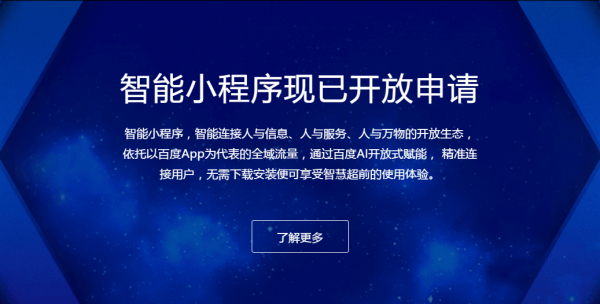 智能小程序现已开放申请
智能小程序，智能连接人与信息、人与服务、人与万物的开放生态，
依托以百度App为代表的全域流量，通过百度AI开放式赋能， 精准连
接用户，无需下载安装便可享受智慧超前的使用体验。
了解更多